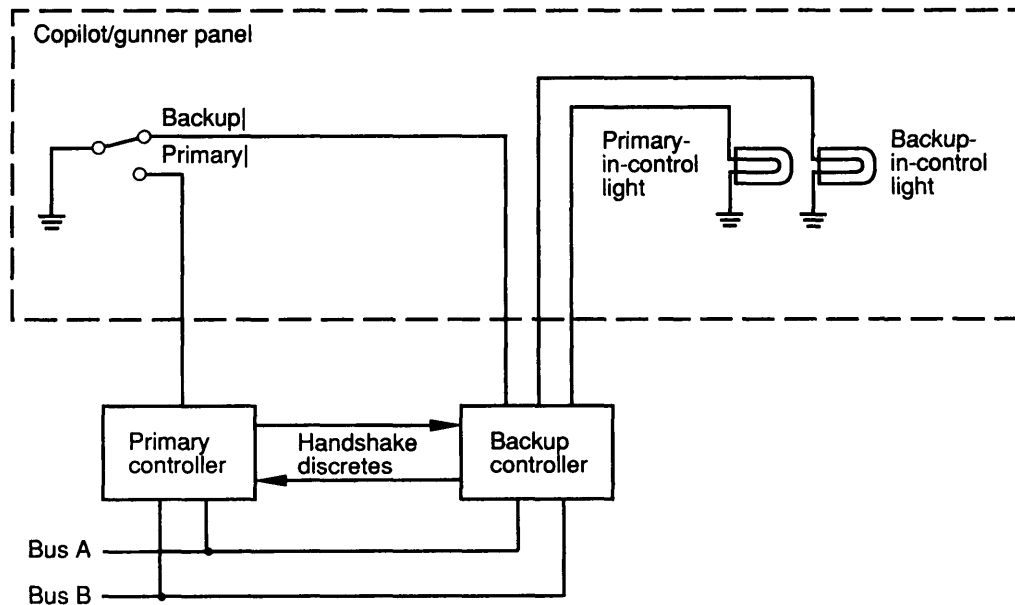 Copilot/gunner panel
Backup|
Primary|
Primary-
in-control
light
Backup-
in-control
light
Primary
controller
Handshake
discretes
Backup
controller
Bus A
Bus B